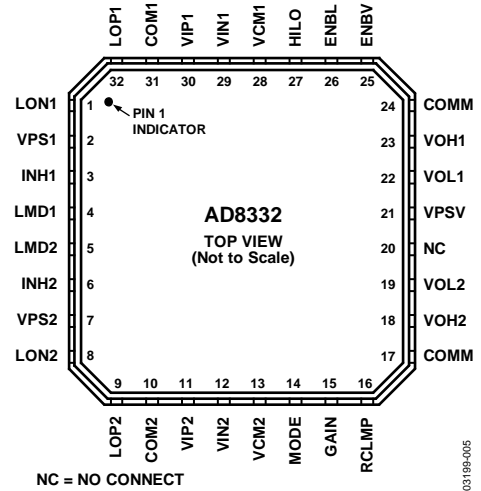 LOP1 COM1 VIP1 VIN1 VCM1 HILO ENBL ENBV
32 31 30 29 28 27 26 25
LON1 1 24 COMM
PIN 1
INDICATOR
VPS1 2 23 VOH1
INH1 3 22 VOL1
LMD1 4 AD8332 21 VPSV
TOP VIEW
(Not to Scale)
LMD2 5 20 NC
INH2 6 19 VOL2
VPS2 7 18 VOH2
LON2 8 17 COMM
9 10 11 12 13 14 15 16
LOP2 COM2 VIP2 VIN2 VCM2 MODE GAIN RCLMP
NC = NO CONNECT
03199-005